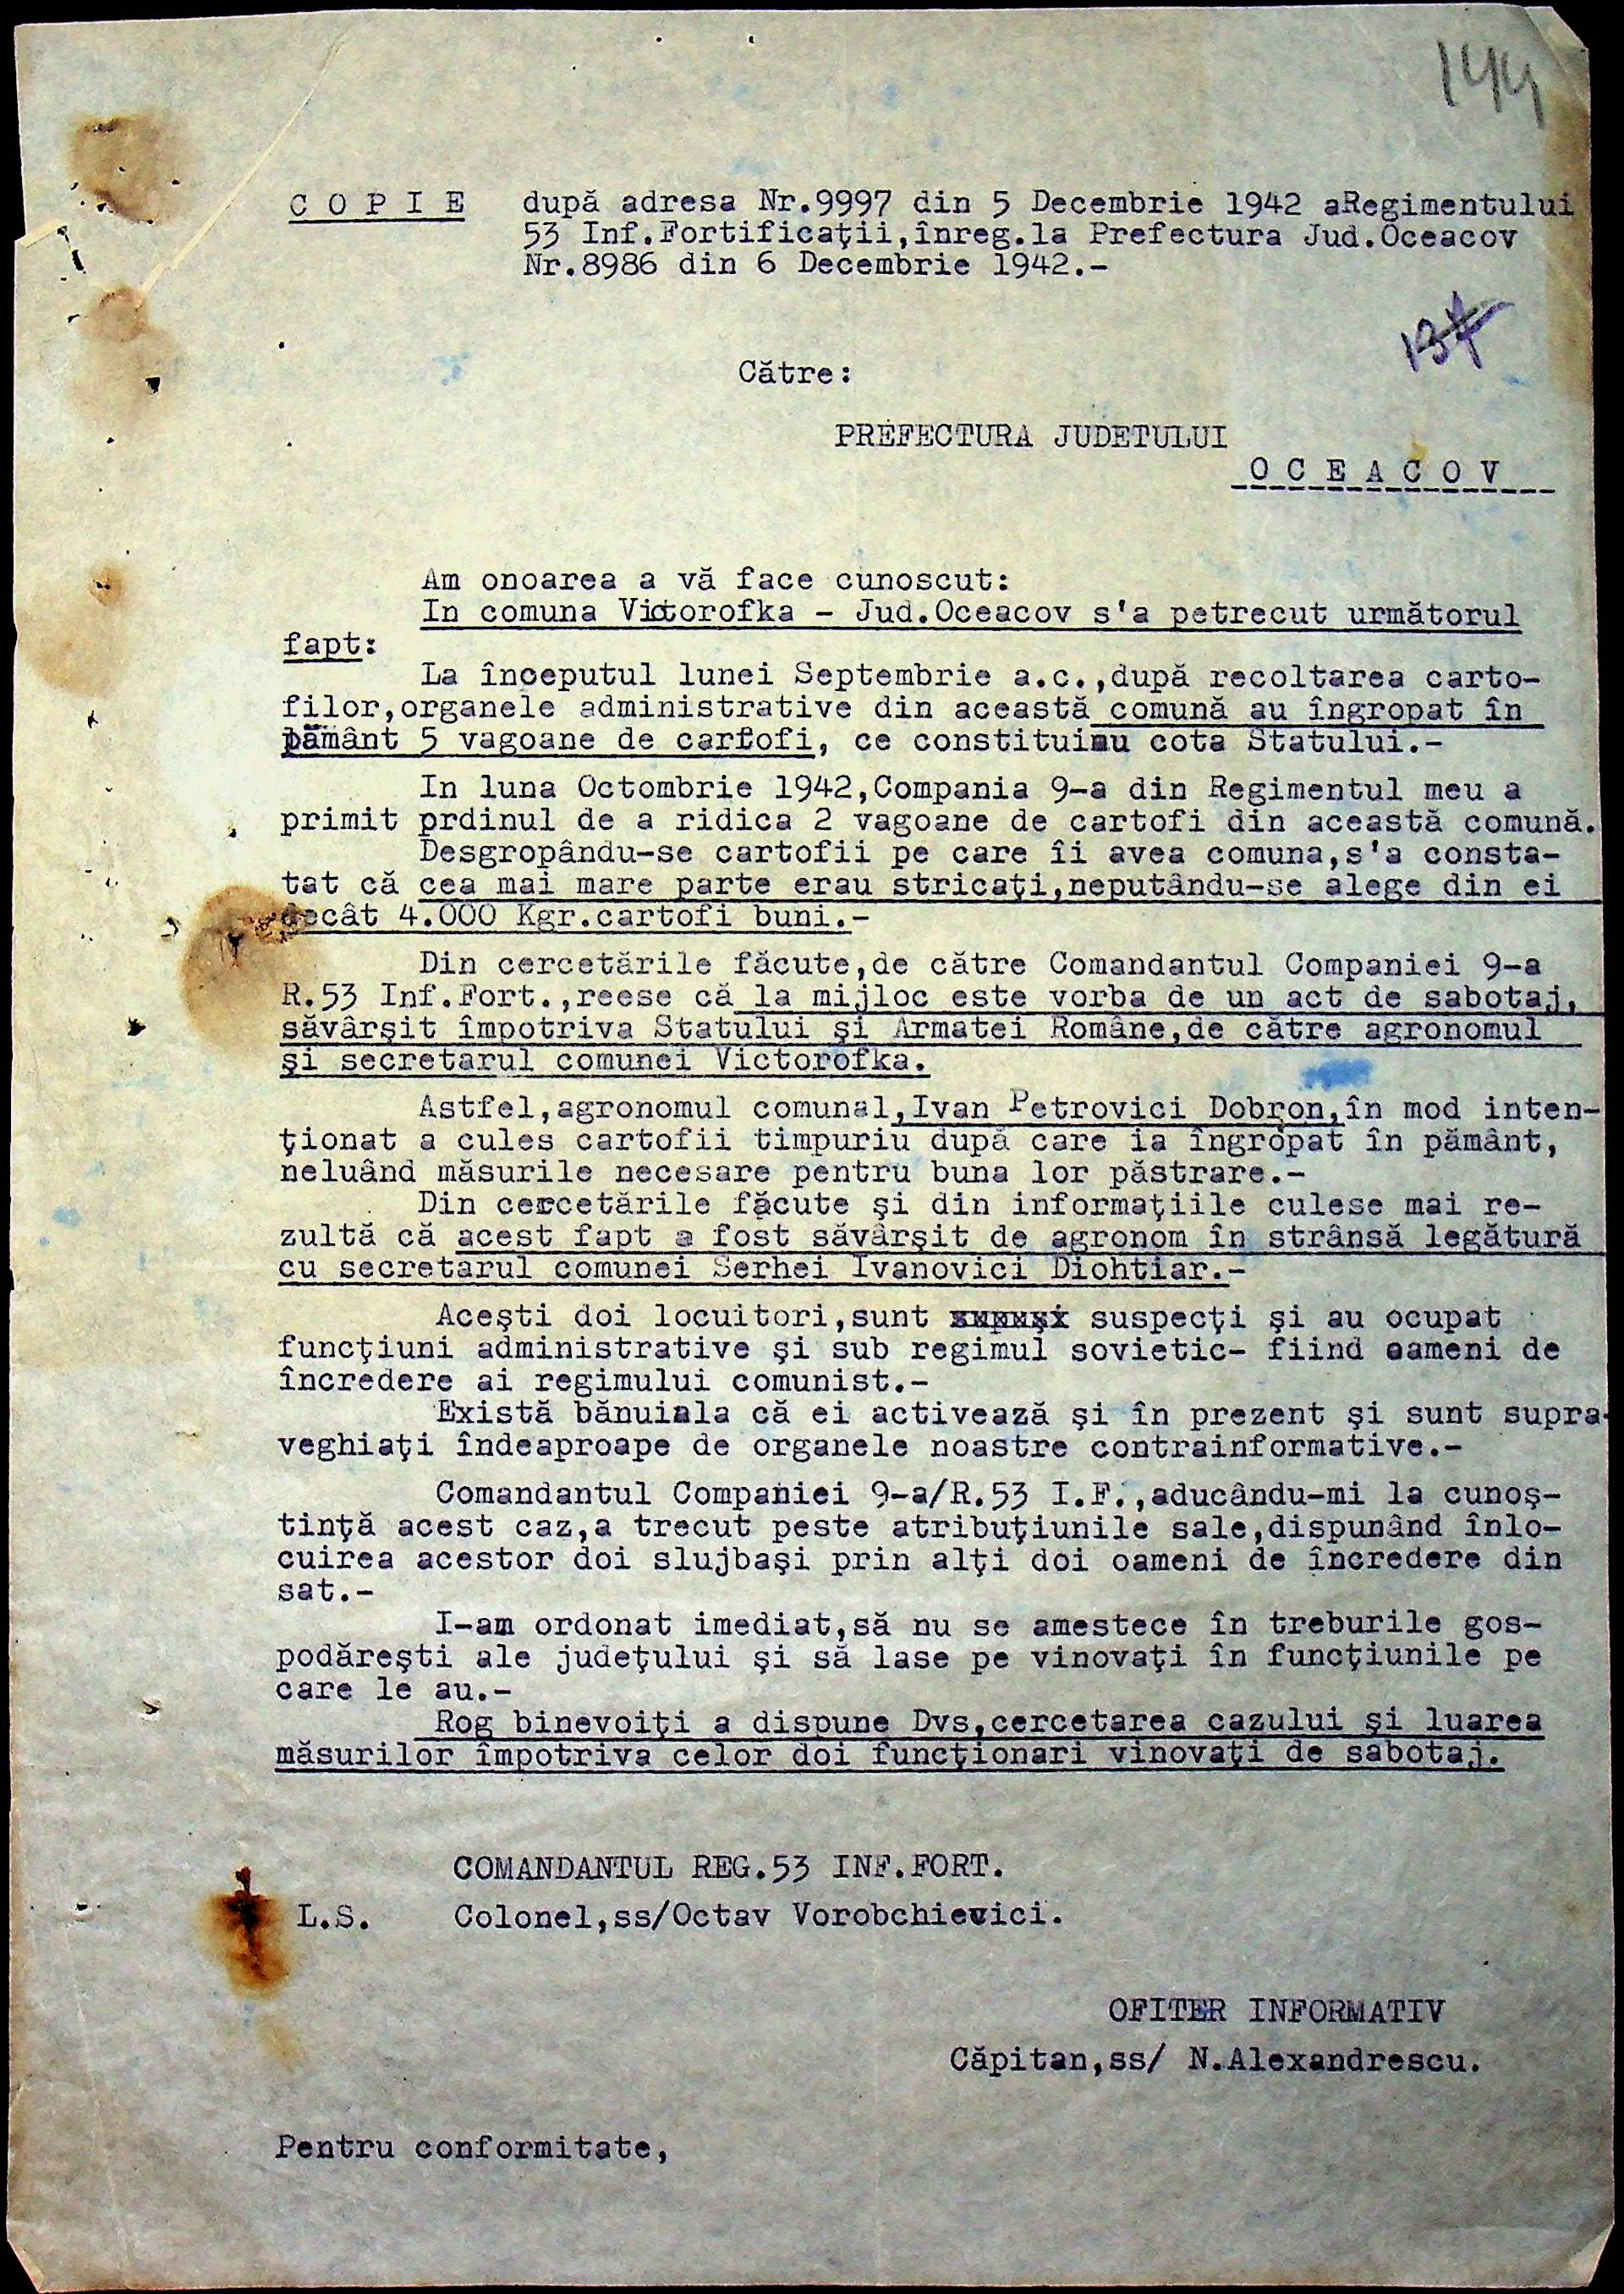 144
C O P I E după adresa Nr.9997 din 5 Decembrie 1942 aRegimentului
53 Inf.Fortificaţii,înreg.la Prefectura Jud.Oceacov
Nr.8986 din 6 Decembrie 1942.-
Către:
PREFECTURA JUDETULUI
O C E A C O V
Am onoarea a vă face cunoscut:
In comuna Victorofka - Jud.Oceacov s'a petrecut următorul
fapt:
La începutul lunei Septembrie a.c.,după recoltarea carto-
filor,organele administrative din această comună au îngropat în
pământ 5 vagoane de cartofi, ce constituiau cota Statului.-
In luna Octombrie 1942,Compania 9-a din Regimentul meu a
primit prdinul de a ridica 2 vagoane de cartofi din această comună.
Desgropându-se cartofii pe care îi avea comuna,s'a consta-
tat că cea mai mare parte erau stricaţi,neputându-se alege din ei
decât 4.000 Kgr.cartofi buni.-
Din cercetările făcute,de către Comandantul Companiei 9-a
R.53 Inf.Fort.,reese că la mijloc este vorba de un act de sabotaj,
săvârşit împotriva Statului şi Armatei Române,de către agronomul
şi secretarul comunei Victorofka.
Astfel,agronomul comunal,Ivan Petrovici Dobron,în mod inten-
ţionat a cules cartofii timpuriu după care ia îngropat în pământ,
neluând măsurile necesare pentru buna lor păstrare.-
Din cercetările făcute şi din informaţiile culese mai re-
zultă că acest fapt a fost săvârşit de agronom în strânsă legătură
cu secretarul comunei Serhei Ivanovici Diohtiar.-
Aceşti doi locuitori,sunt suspecţi şi au ocupat
funcţiuni administrative şi sub regimul sovietic- fiind oameni de
încredere ai regimului comunist.-
Există bănuiala că ei activează şi în prezent şi sunt supra-
veghiaţi îndeaproape de organele noastre contrainformative.-
Comandantul Companiei 9-a/R.53 I.F.,aducându-mi la cunoş-
tinţă acest caz,a trecut peste atribuţiunile sale,dispunând înlo-
cuirea acestor doi slujbaşi prin alţi doi oameni de încredere din
sat.-
I-am ordonat imediat,să nu se amestece în treburile gos-
podăreşti ale judeţului şi să lase pe vinovaţi în funcţiunile pe
care le au.-
Rog binevoiţi a dispune Dvs,cercetarea cazului şi luarea
măsurilor împotriva celor doi funcţionari vinovaţi de sabotaj.
COMANDANTUL REG.53 INF.FORT.
L.S. Colonel,ss/Octav Vorobchievici.
OFITER INFORMATIV
Căpitan,ss/ N.Alexandrescu.
Pentru conformitate,